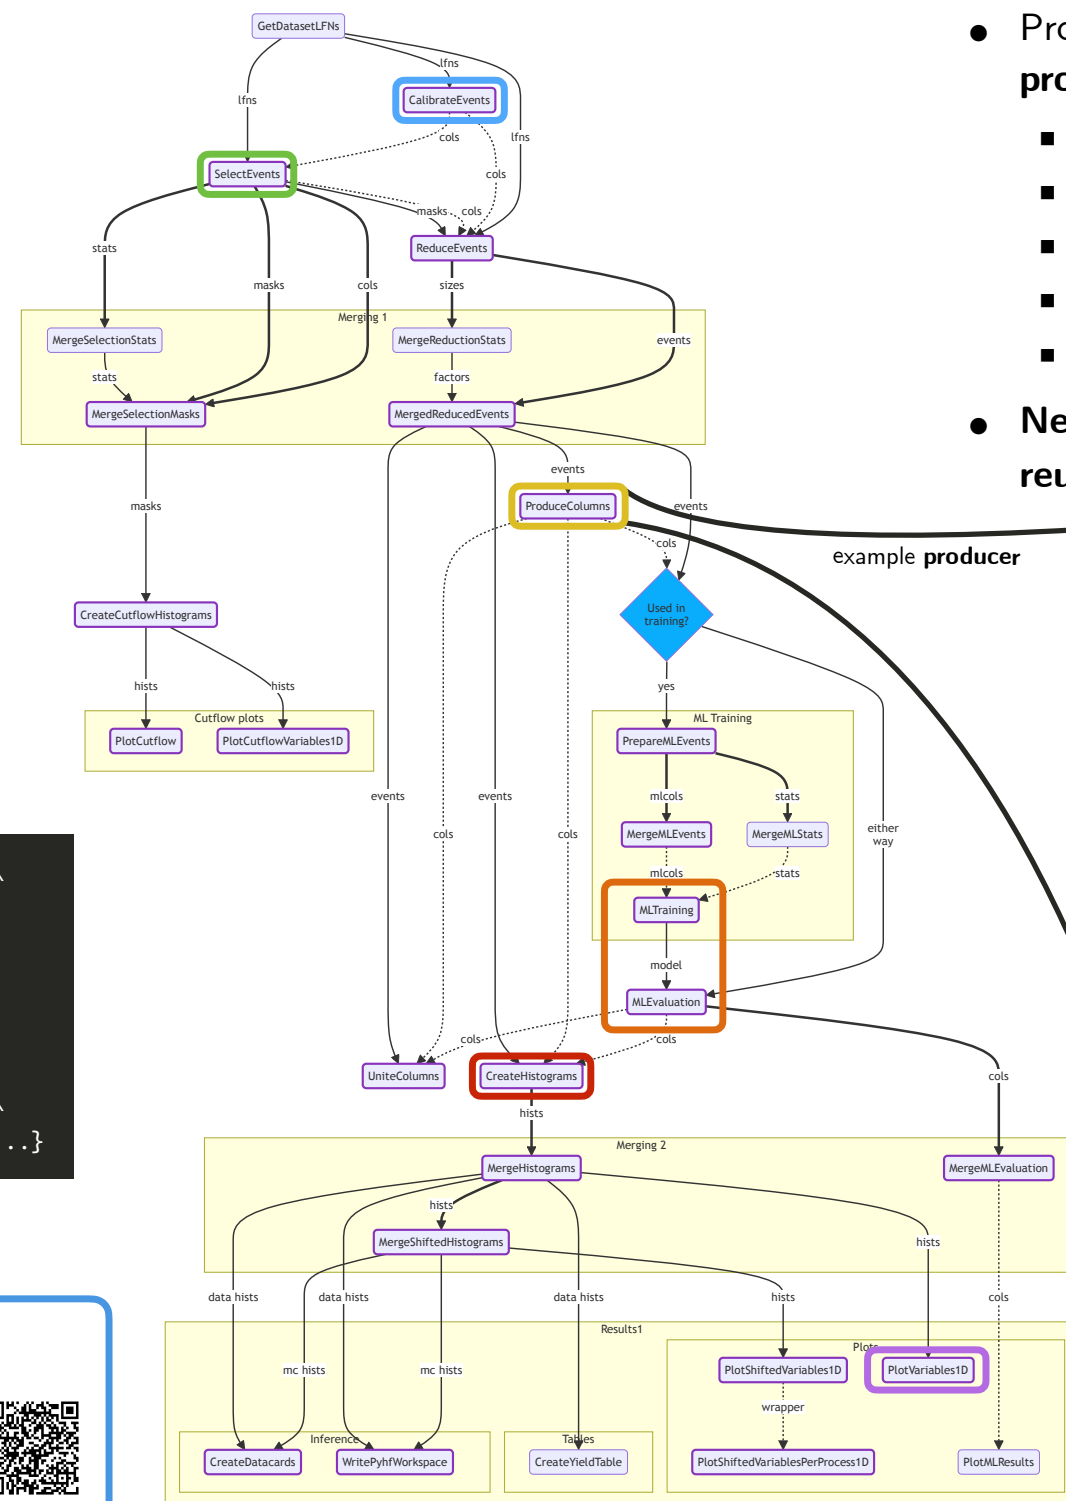 GetDatasetLFNs
lfns
CalibrateEvents
lfns
lfns
cols
cols
SelectEvents
masks
cols
stats
ReduceEvents
masks
cols
sizes
Merging 1
MergeSelectionStats
MergeReductionStats
events
stats
factors
MergeSelectionMasks
MergedReducedEvents
events
ProduceColumns
masks
events
cols
example producer
Used in
training?
CreateCutflowHistograms
yes
hists
hists
Cutflow plots
PlotCutflow
PlotCutflowVariables1D
ML Training
PrepareMLEvents
events
events
mlcols
stats
cols
cols
MergeMLEvents
MergeMLStats
either
way
mlcols
stats
MLTraining
model
MLEvaluation
cols
cols
UniteColumns
CreateHistograms
cols
hists
Merging 2
MergeHistograms
MergeMLEvaluation
hists
MergeShiftedHistograms
hists
data hists
data hists
data hists
hists
cols
Results1
Plots
mc hists
mc hists
PlotShiftedVariables1D
PlotVariables1D
wrapper
Inference
Tables
CreateDatacards
WritePyhfWorkspace
CreateYieldTable
PlotShiftedVariablesPerProcess1D
PlotMLResults
• Pro
pro
▪
▪
▪
▪
▪
• Ne
reu
\
\
..}